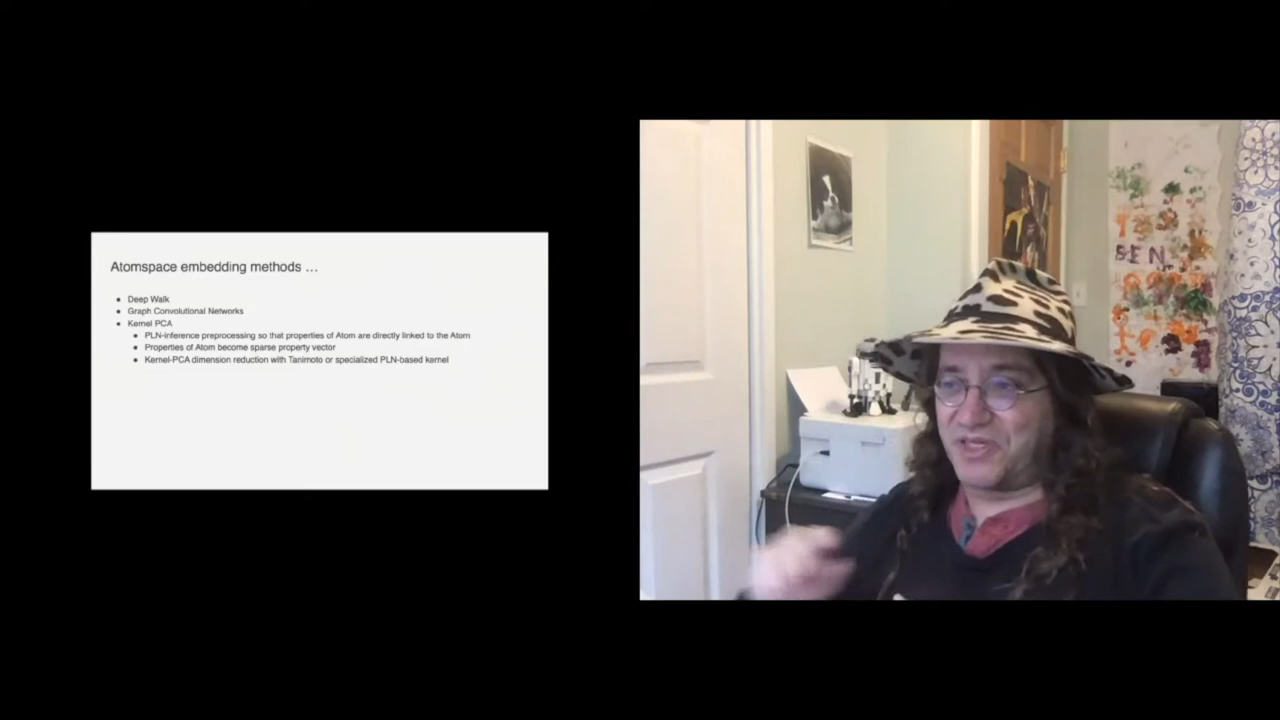 Atomspace embedding methods …
● Deep Walk
● Graph Convolutional Networks
● Kernel PCA
● PLN-inference preprocessing so that properties of Atom are directly linked to the Atom
● Properties of Atom become sparse property vector
● Kernel-PCA dimension reduction with Tanimoto or specialized PLN-based kernel
BEN